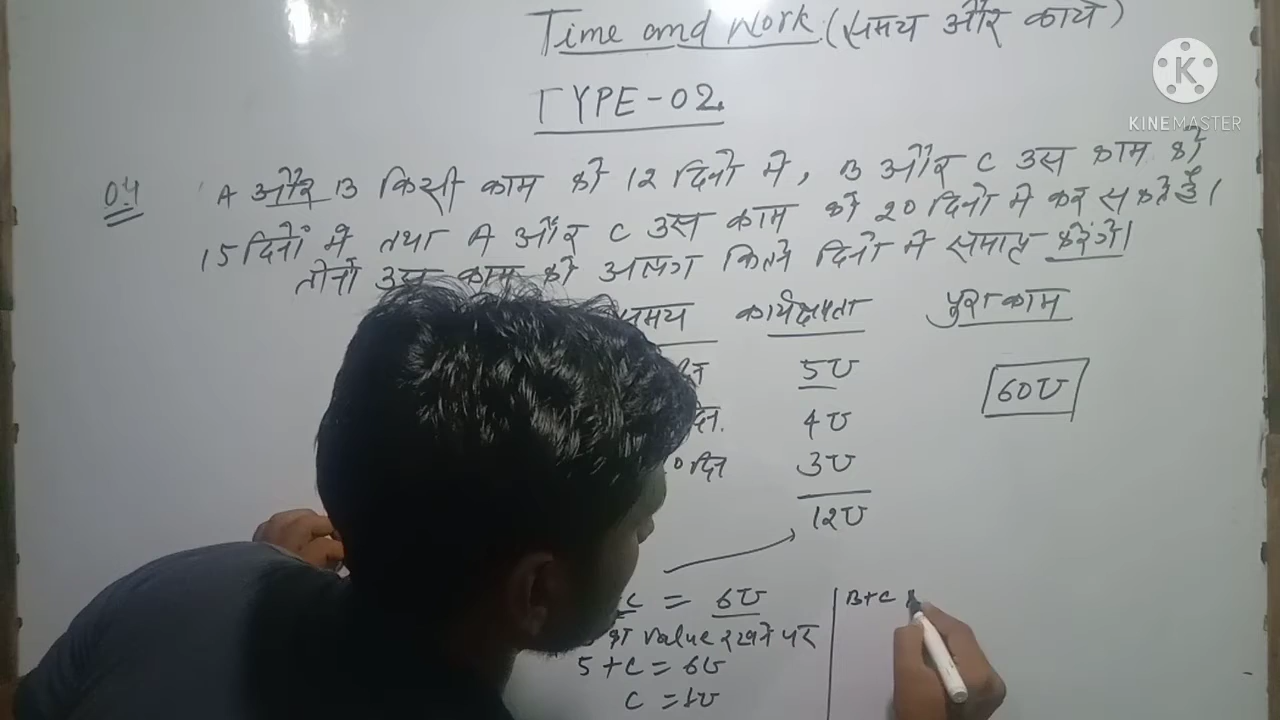 Time and Work (समय और कार्य)
TYPE-02.
KINEMASTER
Q4 A और B किसी काम को 12 दिनो मे, B और C उस काम को
15 दिनों में तथा A और C उस काम को 20 दिनो मे कर सकते हैं।
तीनों उस काम को अलग कितने दिनो मे समाप्त करेंगे।
समय कार्यक्षमता पुरा काम
5U
60U
4U
दिन 3U
12U
C = 6U
B+C
का value रखने पर
5+C = 6U
C = 1U